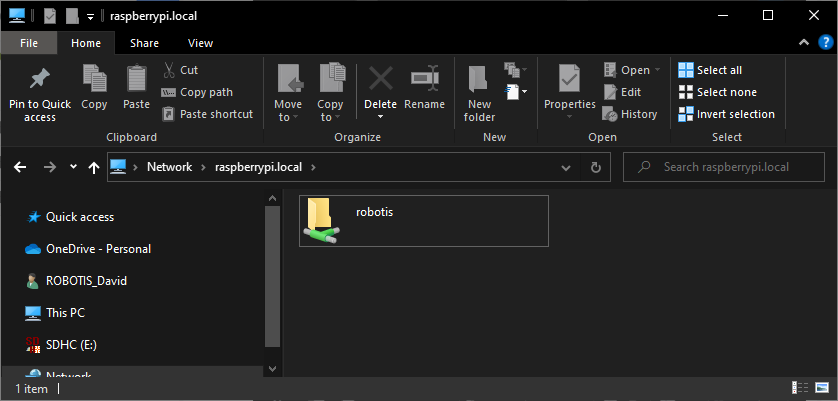 raspberrypi.local
File Home Share View
Pin to Quick access
Copy
Paste
Cut
Copy path
Paste shortcut
Clipboard
Move to
Copy to
Delete
Rename
Organize
New folder
New
Properties
Open
Edit
History
Open
Select all
Select none
Invert selection
Select
Network raspberrypi.local
Search raspberrypi.local
Quick access
OneDrive - Personal
ROBOTIS_David
This PC
SDHC (E:)
Network
robotis
1 item